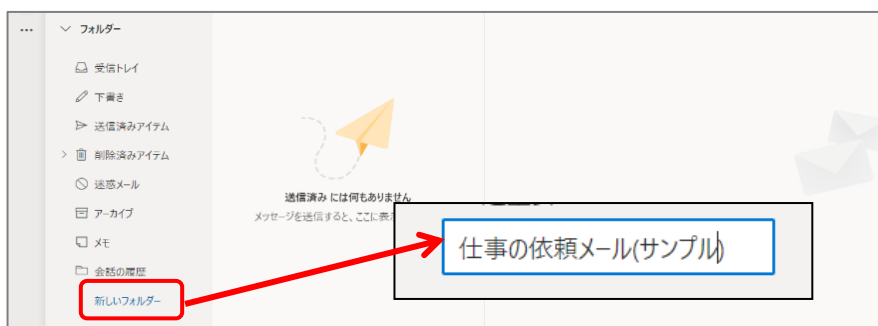 フォルダー
受信トレイ
下書き
送信済みアイテム
削除済みアイテム
迷惑メール
アーカイブ
メモ
会話の履歴
新しいフォルダー
送信済み には何もありません
メッセージを送信すると、ここに表
仕事の依頼メール(サンプル)